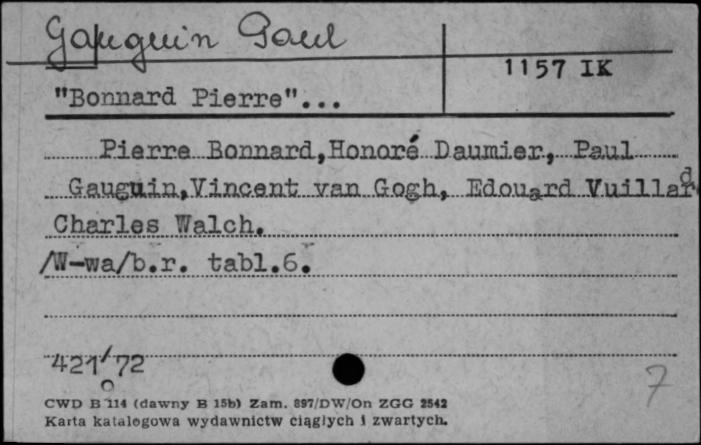 Gauguin Paul
1157 IK
"Bonnard Pierre"...
Pierre Bonnard,Honoré Daumier, Paul
Gauguin,Vincent van Gogh, Edouard Vuillard
Charles Walch.
/W-wa/b.r. tabl.6.
421/72
7
CWD B 114 (dawny B 15b) Zam. 897/DW/On ZGG 2542
Karta katalogowa wydawnictw ciągłych i zwartych.